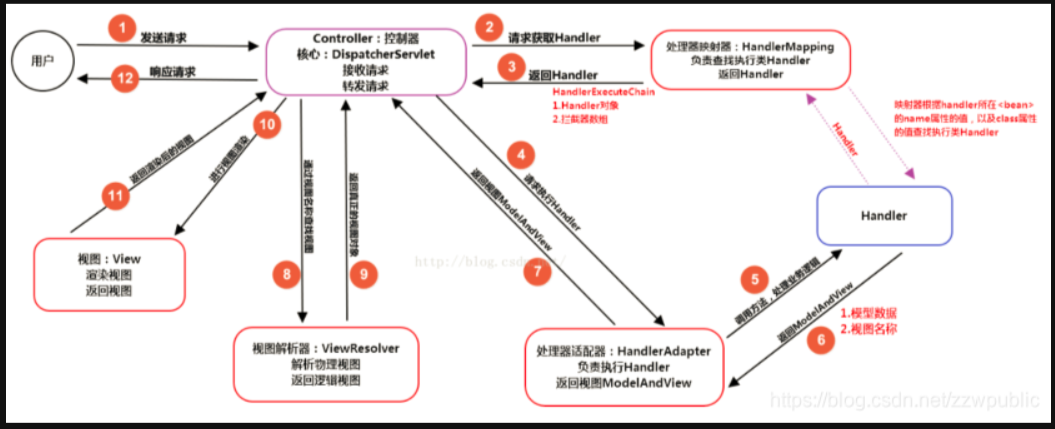 1
发送请求
用户
12
响应请求
Controller：控制器
核心：DispatcherServlet
接收请求
转发请求
2
请求获取Handler
3
返回Handler
HandlerExecuteChain
1.Handler对象
2.拦截器数组
处理器映射器：HandlerMapping
负责查找执行类Handler
返回Handler
Handler
映射器根据handler所在<bean>
的name属性的值，以及class属性
的值查找执行类Handler
Handler
10
进行视图渲染
11
返回渲染后的视图
视图：View
渲染视图
返回视图
通过视图名称查找视图
8
返回真正的视图对象
9
视图解析器：ViewResolver
解析物理视图
返回逻辑视图
4
请求执行Handler
返回视图ModelAndView
7
处理器适配器：HandlerAdapter
负责执行Handler
返回视图ModelAndView
5
调用方法，处理业务逻辑
返回ModelAndView
6
1.模型数据
2.视图名称
https://blog.csdn.net/zzwpublic